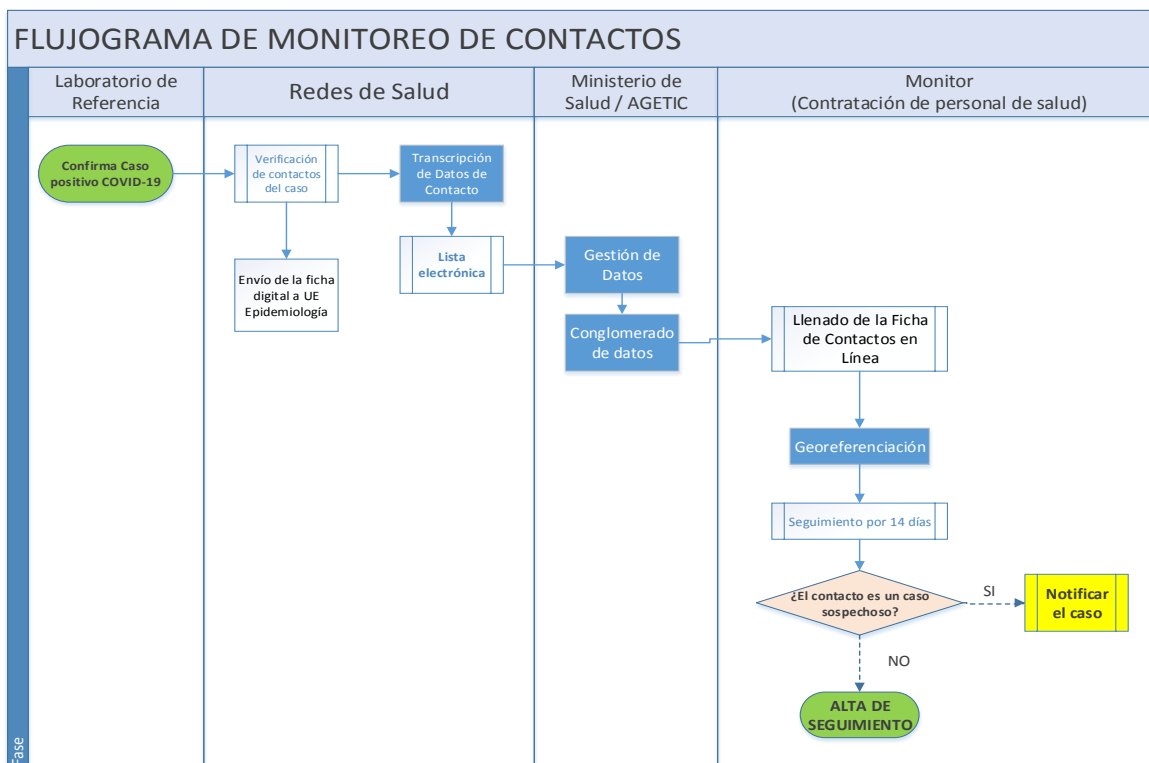 FLUJOGRAMA DE MONITOREO DE CONTACTOS
Laboratorio de
Referencia
Redes de Salud
Ministerio de
Salud / AGETIC
Monitor
(Contratación de personal de salud)
Confirma Caso
positivo COVID-19
Verificación
de contactos
del caso
Transcripción
de Datos de
Contacto
Envío de la ficha
digital a UE
Epidemiología
Lista
electrónica
Gestión de
Datos
Conglomerado
de datos
Llenado de la Ficha
de Contactos en
Línea
Georeferenciación
Seguimiento por 14 días
¿El contacto es un caso
sospechoso?
SI
Notificar
el caso
NO
ALTA DE
SEGUIMIENTO
Fase